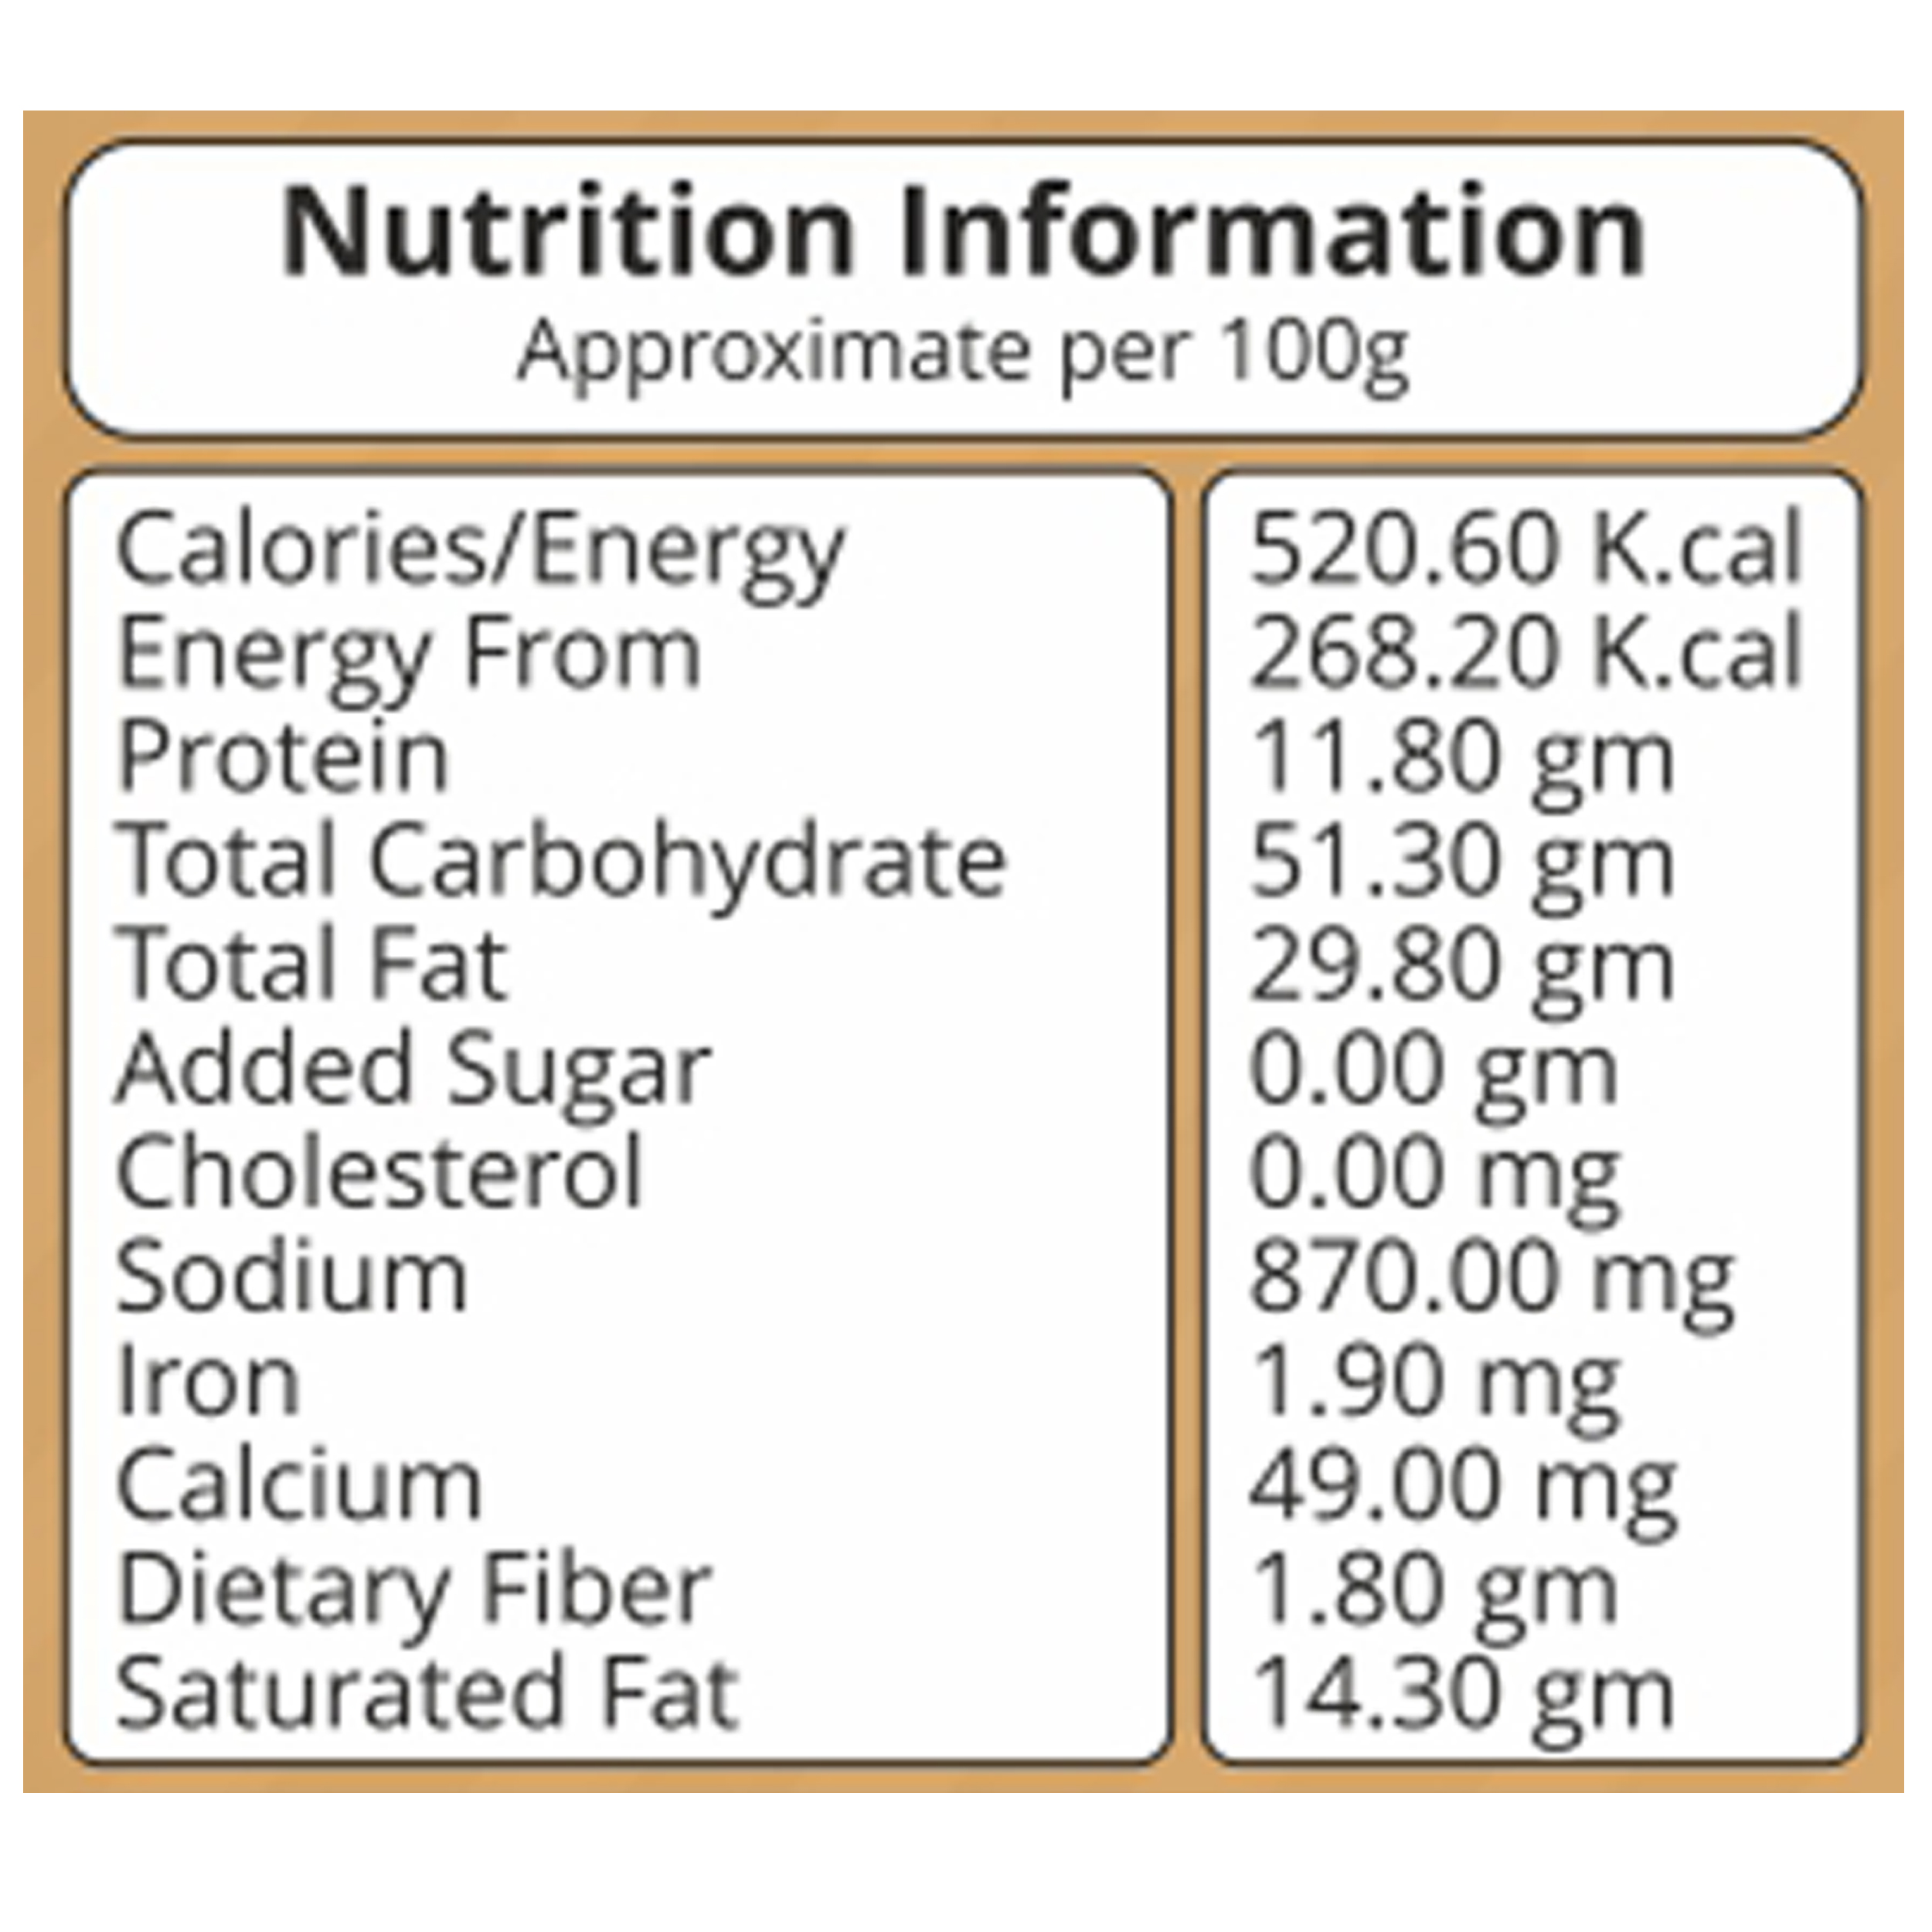 Nutrition Information
Approximate per 100g
Calories/Energy 520.60 K.cal
Energy From 268.20 K.cal
Protein 11.80 gm
Total Carbohydrate 51.30 gm
Total Fat 29.80 gm
Added Sugar 0.00 gm
Cholesterol 0.00 mg
Sodium 870.00 mg
Iron 1.90 mg
Calcium 49.00 mg
Dietary Fiber 1.80 gm
Saturated Fat 14.30 gm